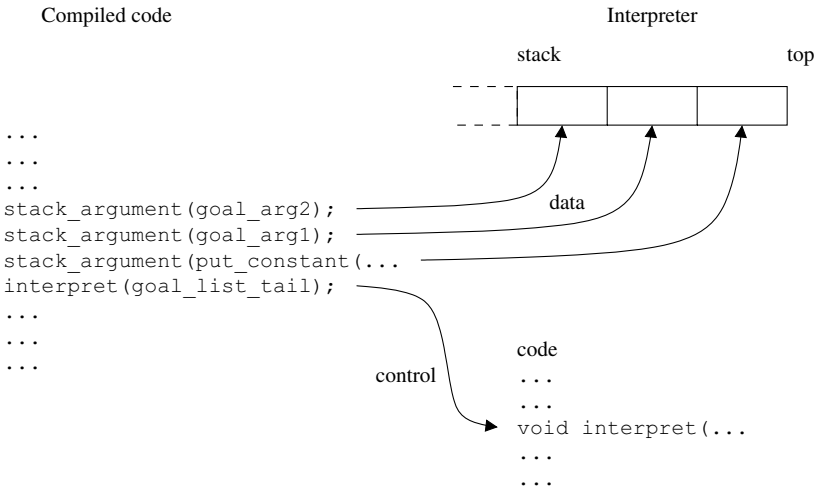 Compiled code
Interpreter
stack
top
...
...
...
stack_argument(goal_arg2);
data
stack_argument(goal_arg1);
stack_argument(put_constant(...
interpret(goal_list_tail);
...
...
...
control
code
...
...
void interpret(...
...
...